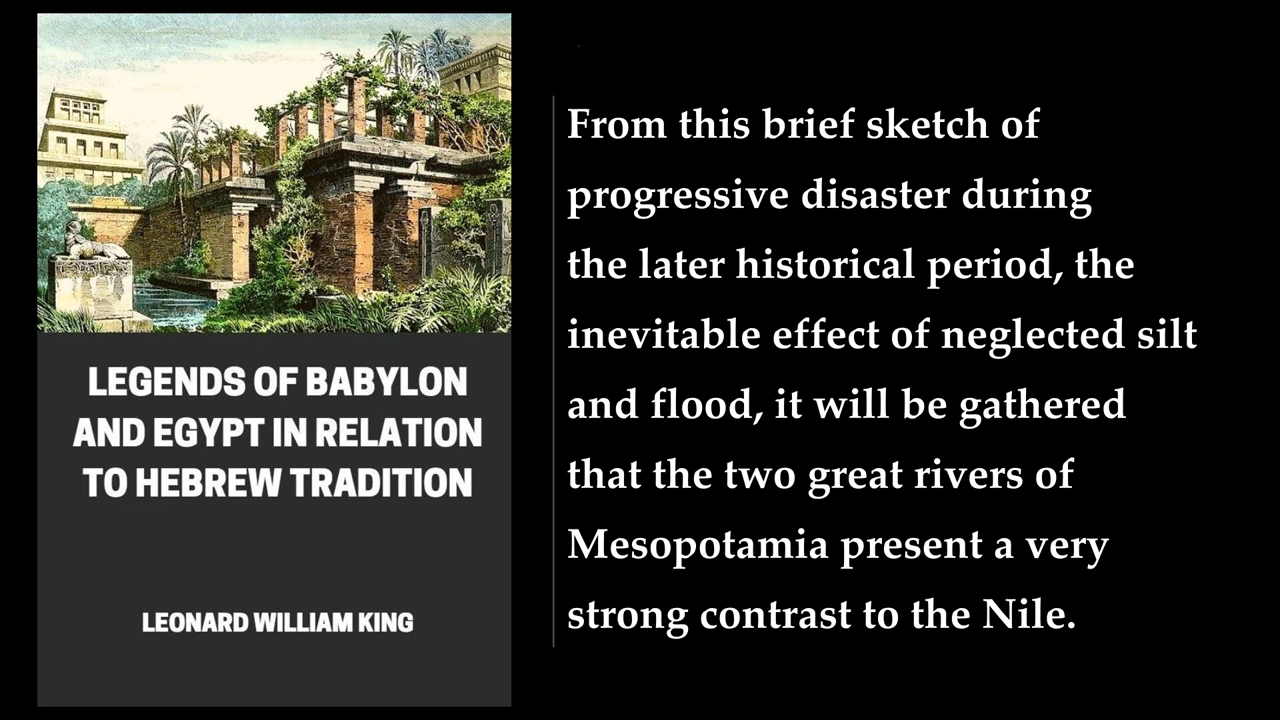 LEGENDS OF BABYLON
AND EGYPT IN RELATION
TO HEBREW TRADITION
LEONARD WILLIAM KING
From this brief sketch of
progressive disaster during
the later historical period, the
inevitable effect of neglected silt
and flood, it will be gathered
that the two great rivers of
Mesopotamia present a very
strong contrast to the Nile.